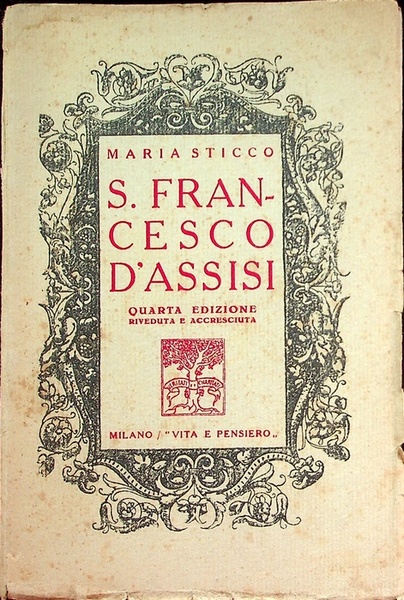 MARIA STICCO
S. FRAN-
CESCO
D'ASSISI
QUARTA EDIZIONE
RIVEDUTA E ACCRESCIUTA
MILANO / "VITA E PENSIERO„